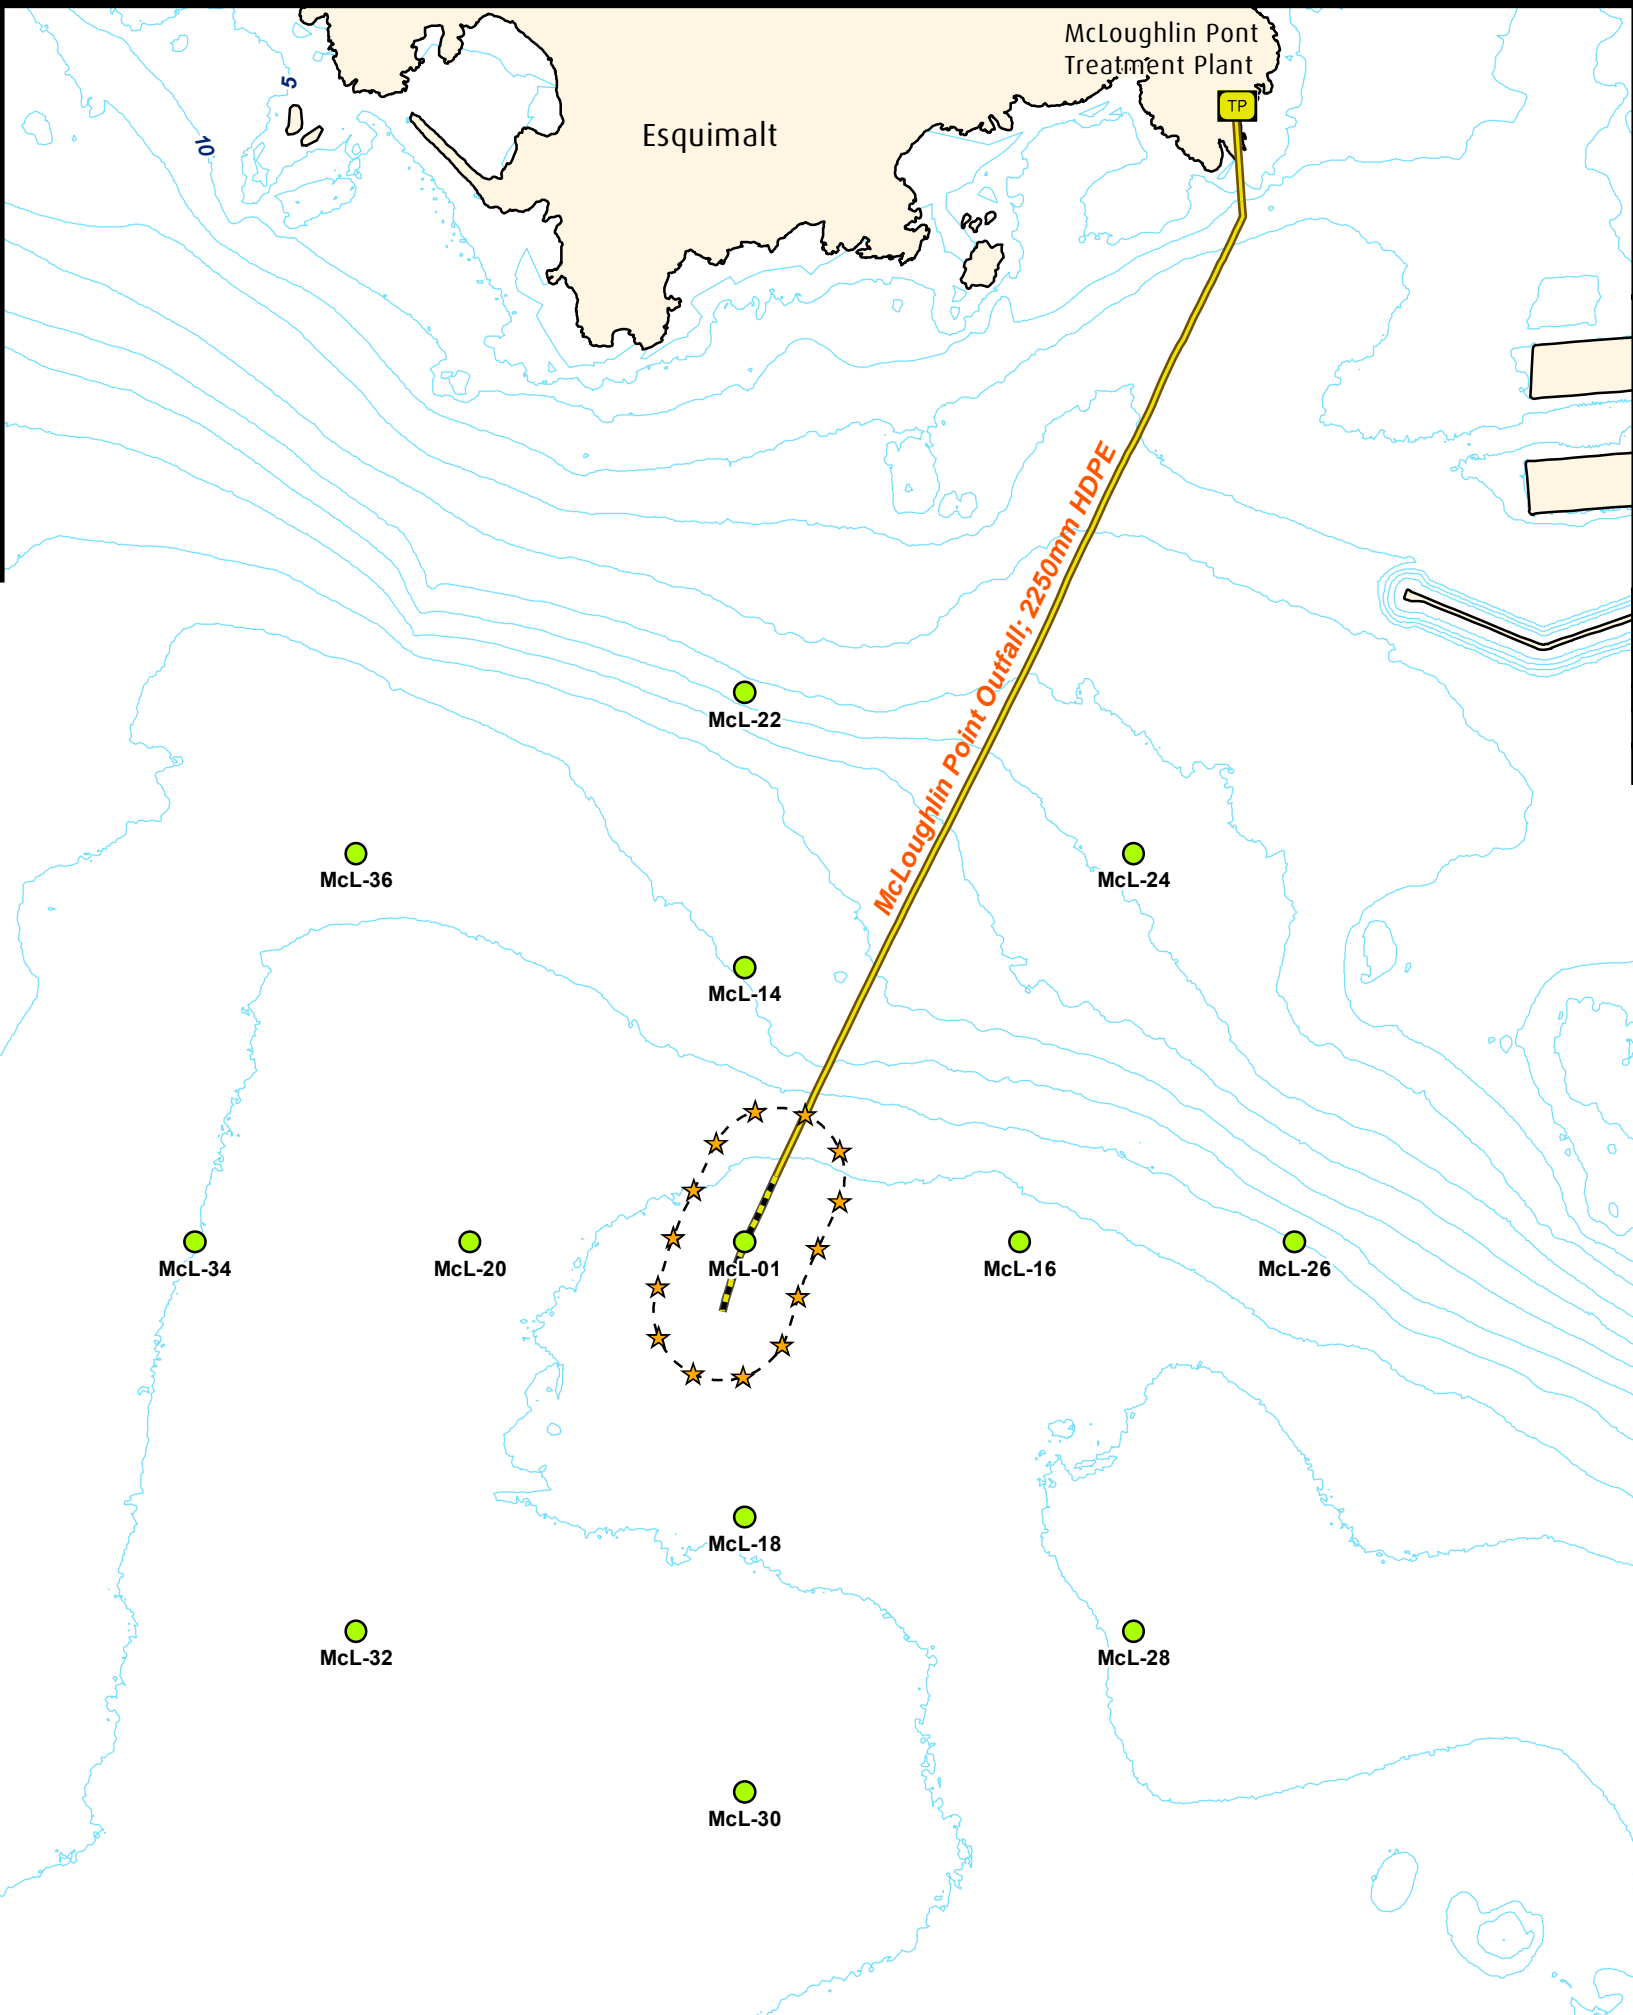 McLoughlin Pont
Treatment Plant
5
TP
Esquimalt
10
McLoughlin Point Outfall; 2250mm HDPE
McL-22
McL-36
McL-24
McL-14
McL-34
McL-20
McL-01
McL-16
McL-26
McL-18
McL-32
McL-28
McL-30